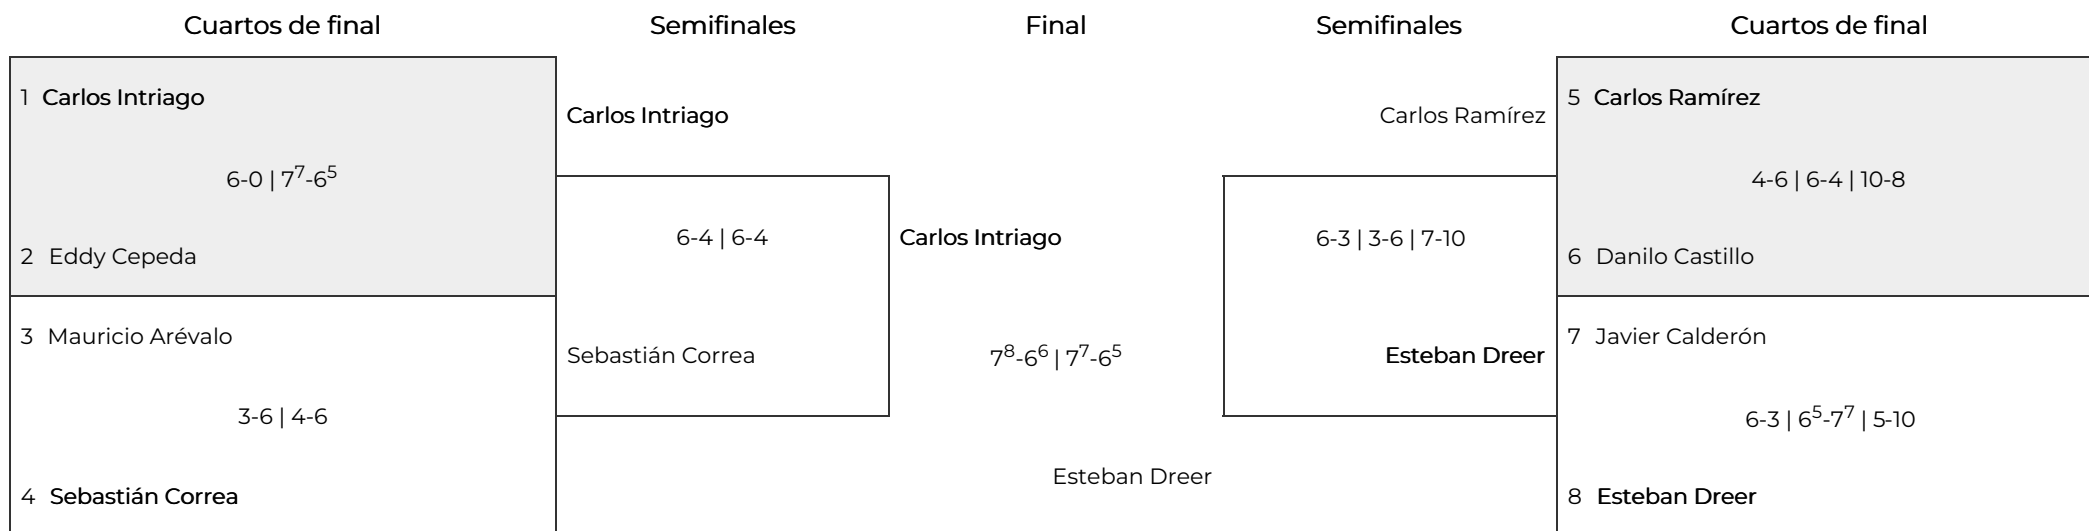 Cuartos de final
Semifinales
Final
Semifinales
Cuartos de final
1 Carlos Intriago
6-0 | 7⁷-6⁵
2 Eddy Cepeda
3 Mauricio Arévalo
3-6 | 4-6
4 Sebastián Correa
Carlos Intriago
6-4 | 6-4
Sebastián Correa
Carlos Intriago
7⁸-6⁶ | 7⁷-6⁵
Esteban Dreer
Carlos Ramírez
6-3 | 3-6 | 7-10
Esteban Dreer
5 Carlos Ramírez
4-6 | 6-4 | 10-8
6 Danilo Castillo
7 Javier Calderón
6-3 | 6⁵-7⁷ | 5-10
8 Esteban Dreer